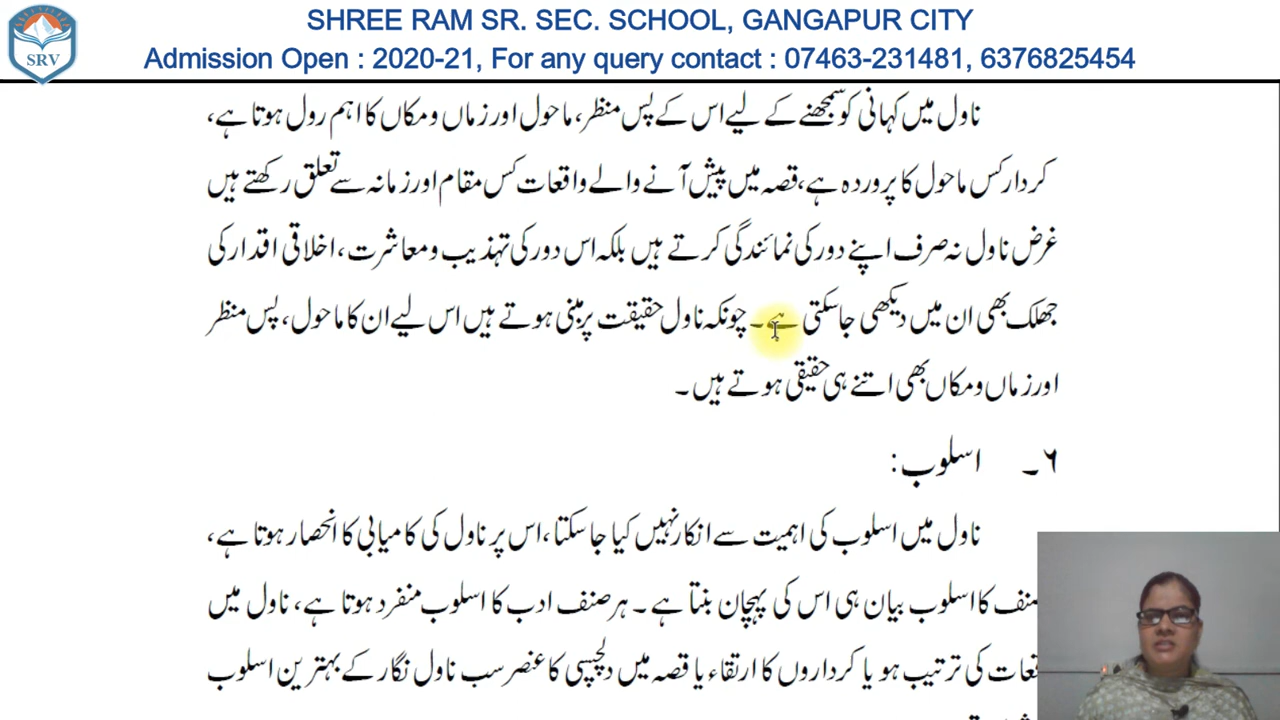 SHREE RAM SR. SEC. SCHOOL, GANGAPUR CITY
SRV
Admission Open : 2020-21, For any query contact : 07463-231481, 6376825454
ناول میں کہانی کو سمجھنے کے لیے اس کے پس منظر، ماحول اور زماں و مکاں کا اہم رول ہوتا ہے،
کردار کس ماحول کا پروردہ ہے، قصہ میں پیش آنے والے واقعات کس مقام اور زمانہ سے تعلق رکھتے ہیں
غرض ناول نہ صرف اپنے دور کی نمائندگی کرتے ہیں بلکہ اس دور کی تہذیب و معاشرت، اخلاقی اقدار کی
جھلک بھی ان میں دیکھی جاسکتی ہے۔ چونکہ ناول حقیقت پر مبنی ہوتے ہیں اس لیے ان کا ماحول، پس منظر
اور زماں و مکاں بھی اتنے ہی حقیقی ہوتے ہیں۔
۶۔ اسلوب:
ناول میں اسلوب کی اہمیت سے انکار نہیں کیا جاسکتا، اس پر ناول کی کامیابی کا انحصار ہوتا ہے،
کا اسلوب بیان ہی اس کی پہچان بنتا ہے۔ ہر صنف ادب کا اسلوب منفرد ہوتا ہے، ناول میں
کی ترتیب ہو یا کرداروں کا ارتقاء یا قصہ میں دلچسپی کا عنصر سب ناول نگار کے بہترین اسلوب